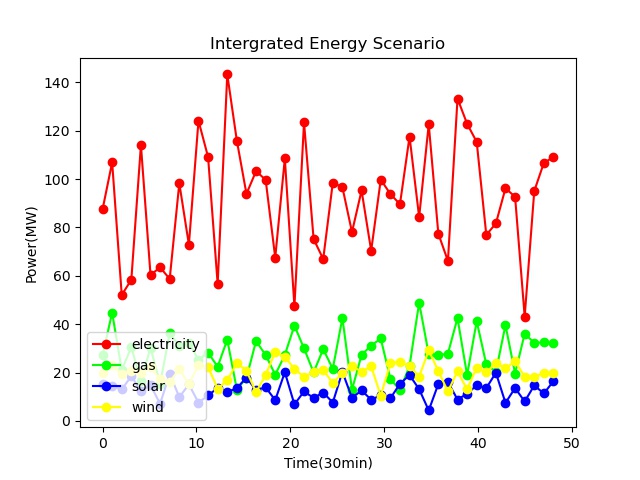 Intergrated Energy Scenario
Power(MW)
140
120
100
80
60
40
20
0
electricity
gas
solar
wind
0 10 20 30 40 50
Time(30min)